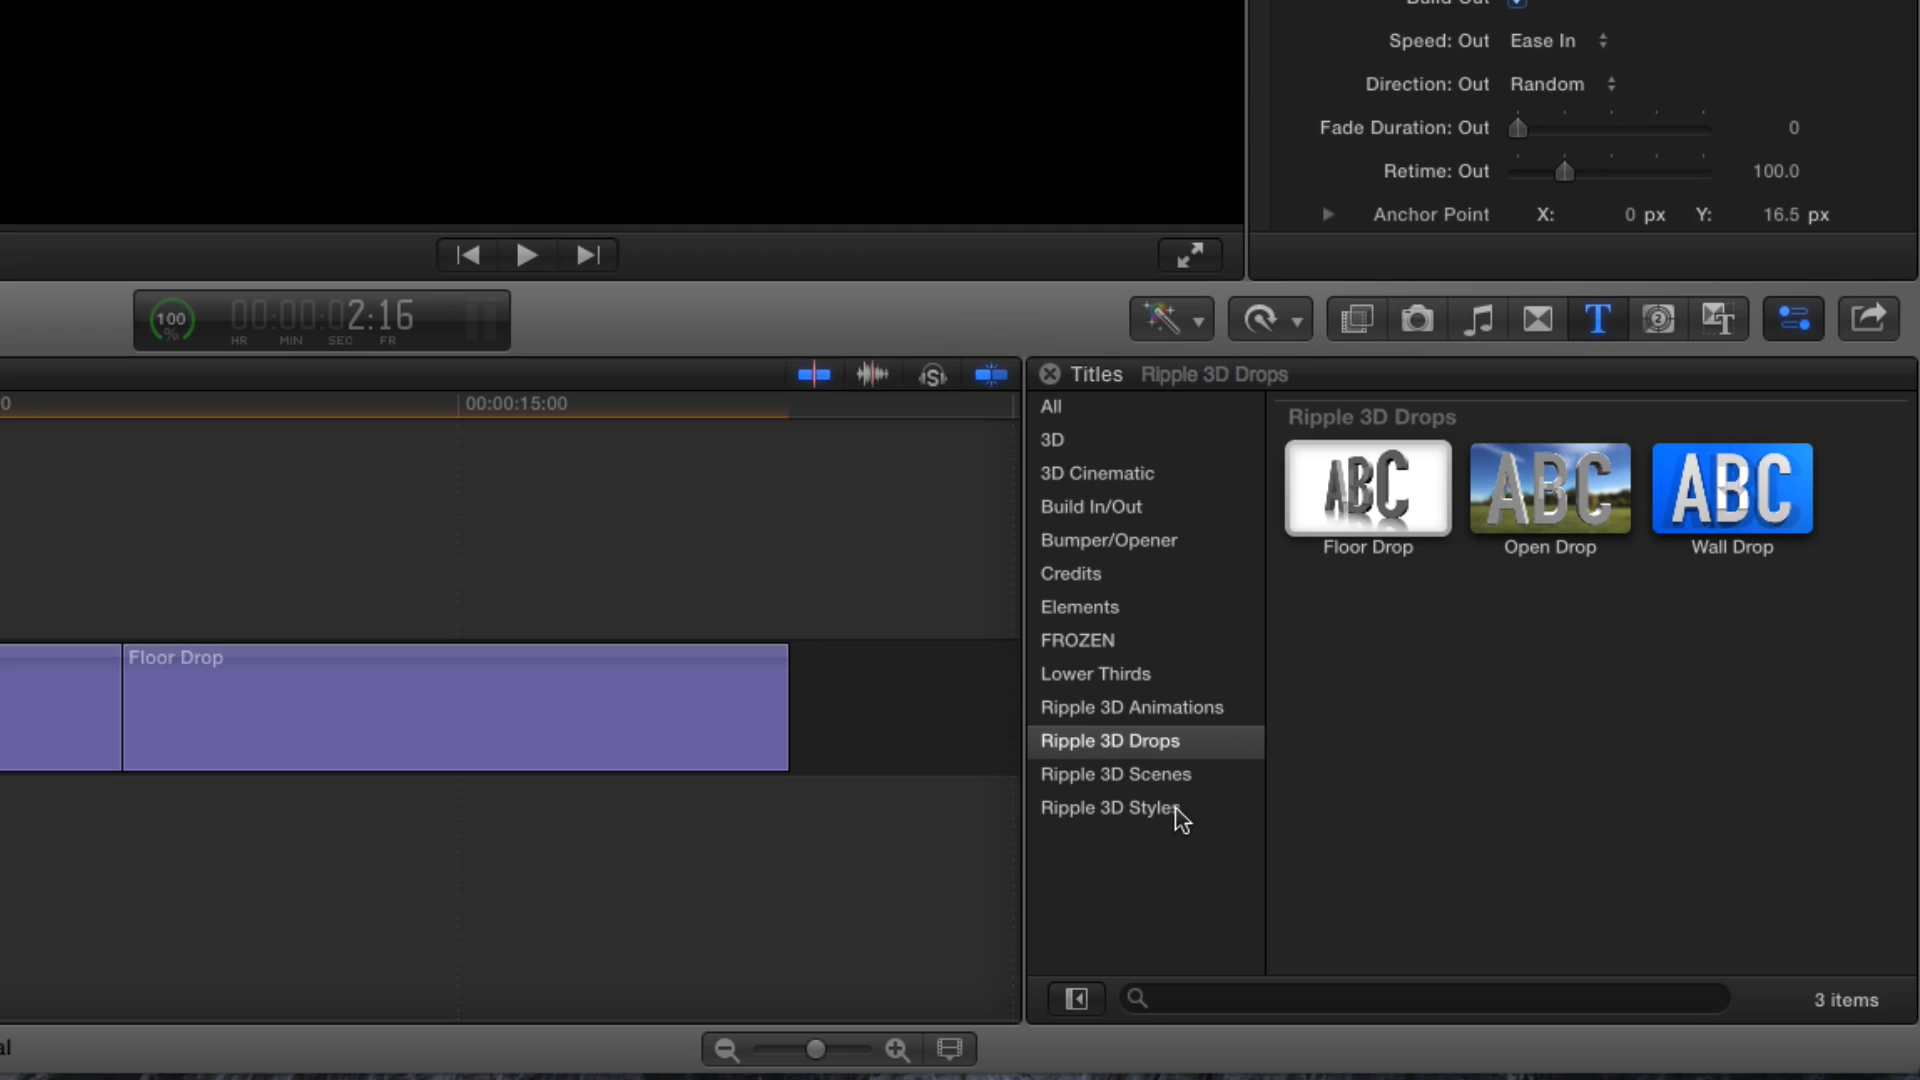 Build Out
Speed: Out Ease In
Direction: Out Random
Fade Duration: Out 0
Retime: Out 100.0
Anchor Point X: 0 px Y: 16.5 px
100 %
00:00:02:16
HR MIN SEC FR
2
T
S
0 00:00:15:00
Titles Ripple 3D Drops
All
3D
3D Cinematic
Build In/Out
Bumper/Opener
Credits
Elements
FROZEN
Lower Thirds
Ripple 3D Animations
Ripple 3D Drops
Ripple 3D Scenes
Ripple 3D Styles
Ripple 3D Drops
ABC ABC ABC
Floor Drop Open Drop Wall Drop
Floor Drop
3 items
al